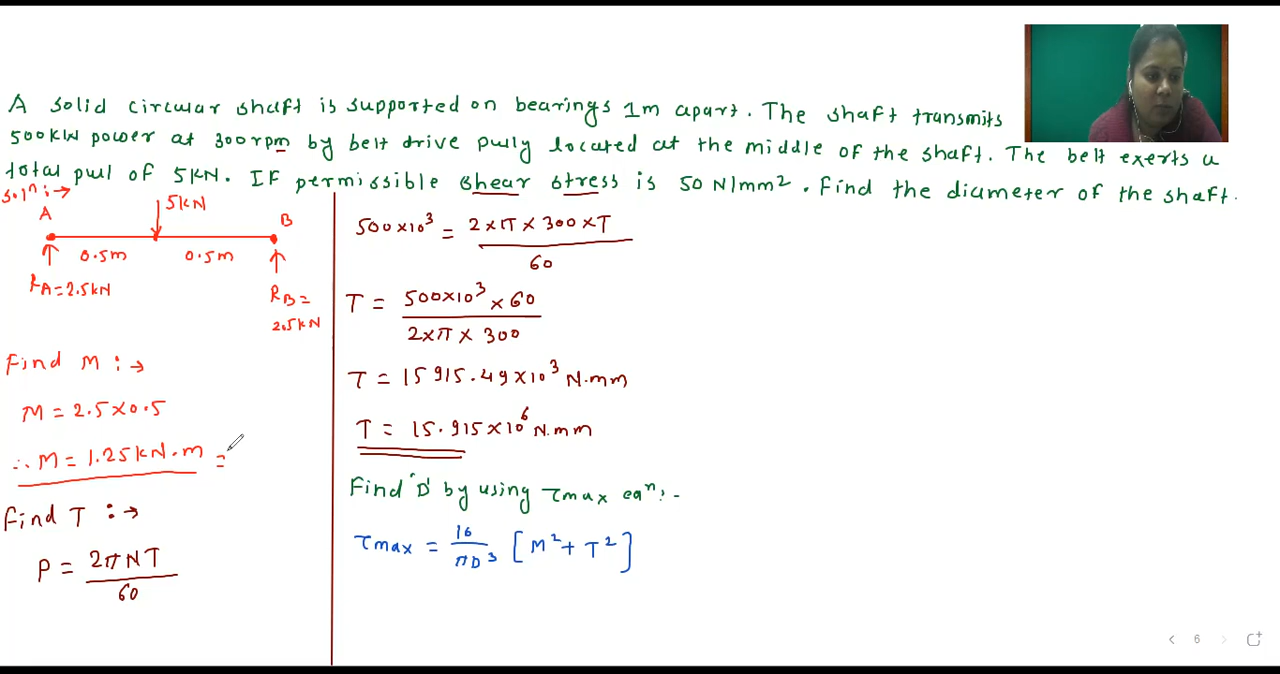 A solid circular shaft is supported on bearings 1m apart. The shaft transmits
500kW power at 300rpm by belt drive pully located at the middle of the shaft. The belt exerts a
total pul of 5kN. IF permissible shear stress is 50 N/mm². Find the diameter of the shaft.
solⁿ :→
5kN
A
B
0.5m 0.5m
RA=2.5kN
RB=
2.5kN
Find M :→
M = 2.5×0.5
∴ M = 1.25kN.m =
Find T :→
P = 2πNT / 60
500×10³ = 2×π×300×T / 60
T = 500×10³×60 / 2×π×300
T = 15915.49×10³ N.mm
T = 15.915×10⁶ N.mm
Find 'D' by using τmax eqⁿ :-
τmax = 16/πD³ [M² + T²]
6